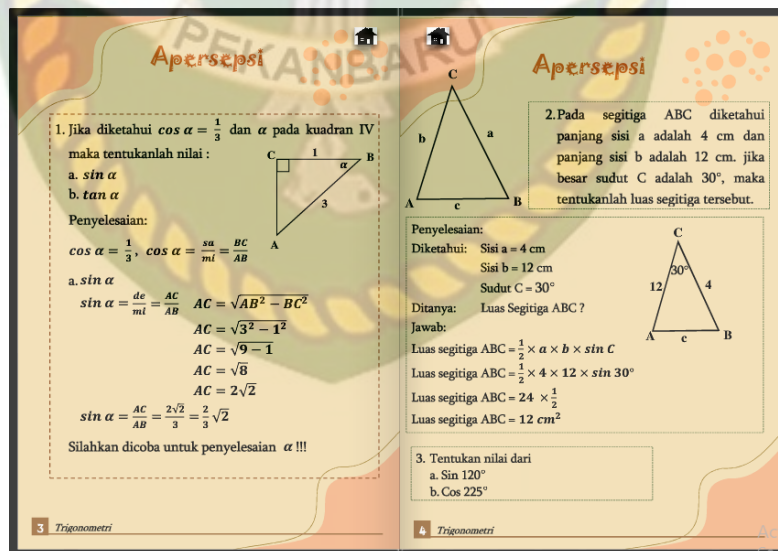 PEKANBARU
Apersepsi
1. Jika diketahui cos α = 1/3 dan α pada kuadran IV
maka tentukanlah nilai :
a. sin α
b. tan α
C 1 B
α
3
A
Penyelesaian:
cos α = 1/3, cos α = sa/mi = BC/AB
a. sin α
sin α = de/mi = AC/AB AC = √(AB² − BC²)
AC = √(3² − 1²)
AC = √(9 − 1)
AC = √8
AC = 2√2
sin α = AC/AB = 2√2/3 = 2/3 √2
Silahkan dicoba untuk penyelesaian α !!!
3 Trigonometri
Apersepsi
C
b a
A c B
2. Pada segitiga ABC diketahui
panjang sisi a adalah 4 cm dan
panjang sisi b adalah 12 cm. jika
besar sudut C adalah 30°, maka
tentukanlah luas segitiga tersebut.
Penyelesaian:
Diketahui: Sisi a = 4 cm
Sisi b = 12 cm
Sudut C = 30°
Ditanya: Luas Segitiga ABC ?
Jawab:
Luas segitiga ABC = 1/2 × a × b × sin C
Luas segitiga ABC = 1/2 × 4 × 12 × sin 30°
Luas segitiga ABC = 24 × 1/2
Luas segitiga ABC = 12 cm²
C
30°
12 4
A c B
3. Tentukan nilai dari
a. Sin 120°
b. Cos 225°
4 Trigonometri